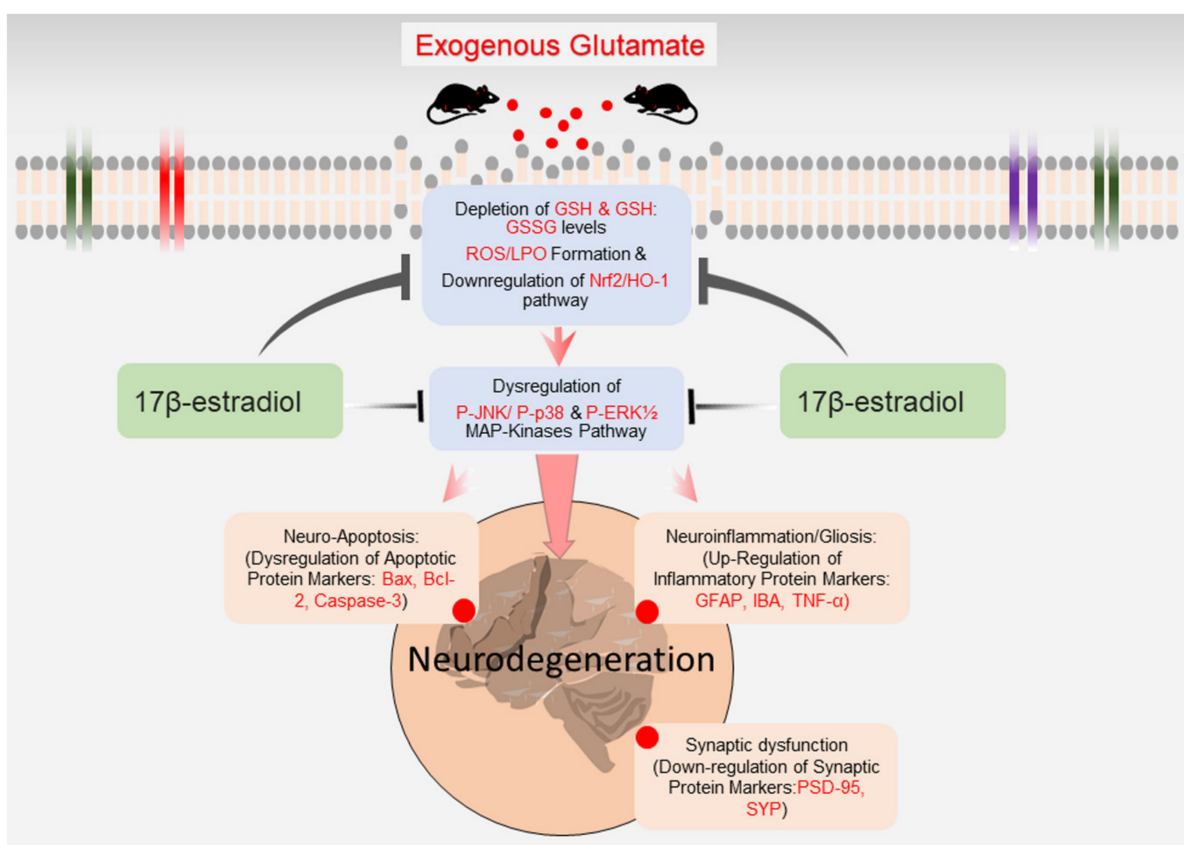 Exogenous Glutamate
Depletion of GSH & GSH:
GSSG levels
ROS/LPO Formation &
Downregulation of Nrf2/HO-1
pathway
17β-estradiol
Dysregulation of
P-JNK/ P-p38 & P-ERK½
MAP-Kinases Pathway
17β-estradiol
Neuro-Apoptosis:
(Dysregulation of Apoptotic
Protein Markers: Bax, Bcl-
2, Caspase-3)
Neuroinflammation/Gliosis:
(Up-Regulation of
Inflammatory Protein Markers:
GFAP, IBA, TNF-α)
Neurodegeneration
Synaptic dysfunction
(Down-regulation of Synaptic
Protein Markers:PSD-95,
SYP)